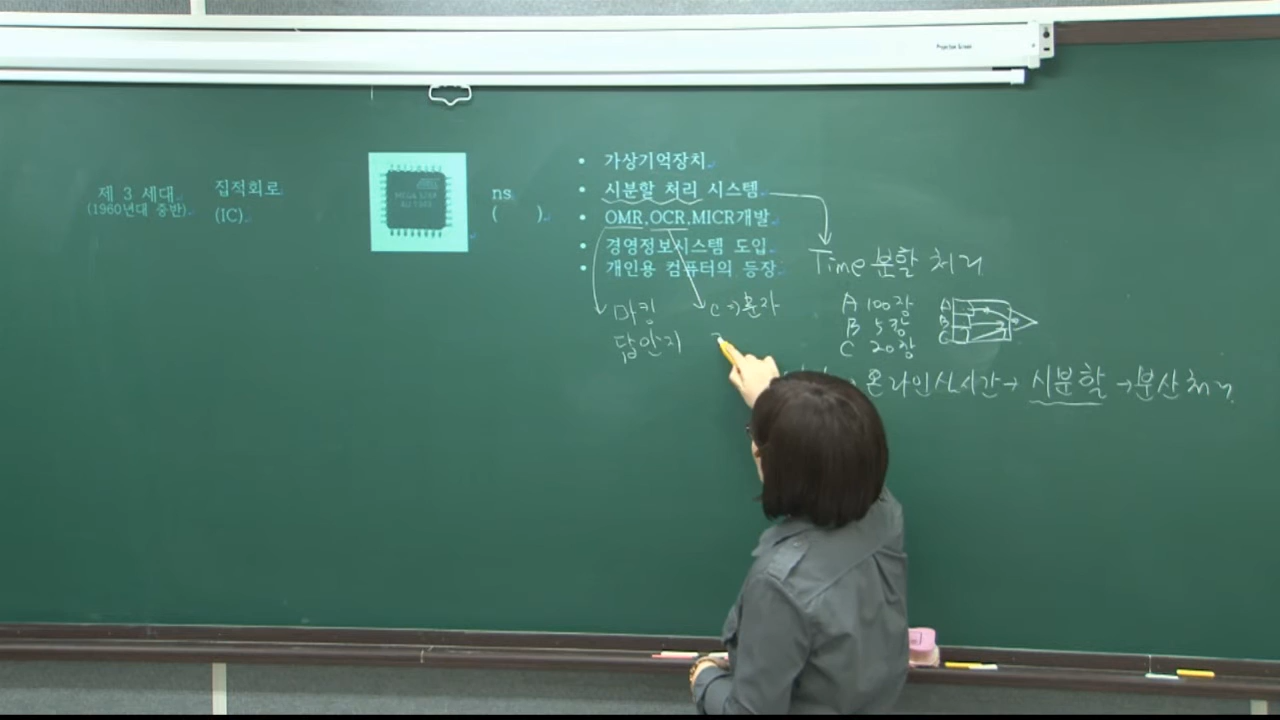 Projection Screen
제 3 세대
(1960년대 중반)
집적회로
(IC)
ns
( )
• 가상기억장치
• 시분할 처리 시스템
• OMR,OCR,MICR개발
• 경영정보시스템 도입
• 개인용 컴퓨터의 등장
Time 분할 처리
마킹
답안지
C→문자
A 100장
B 5장
C 20장
A
B
C
온라인실시간→ 시분할 →분산처리